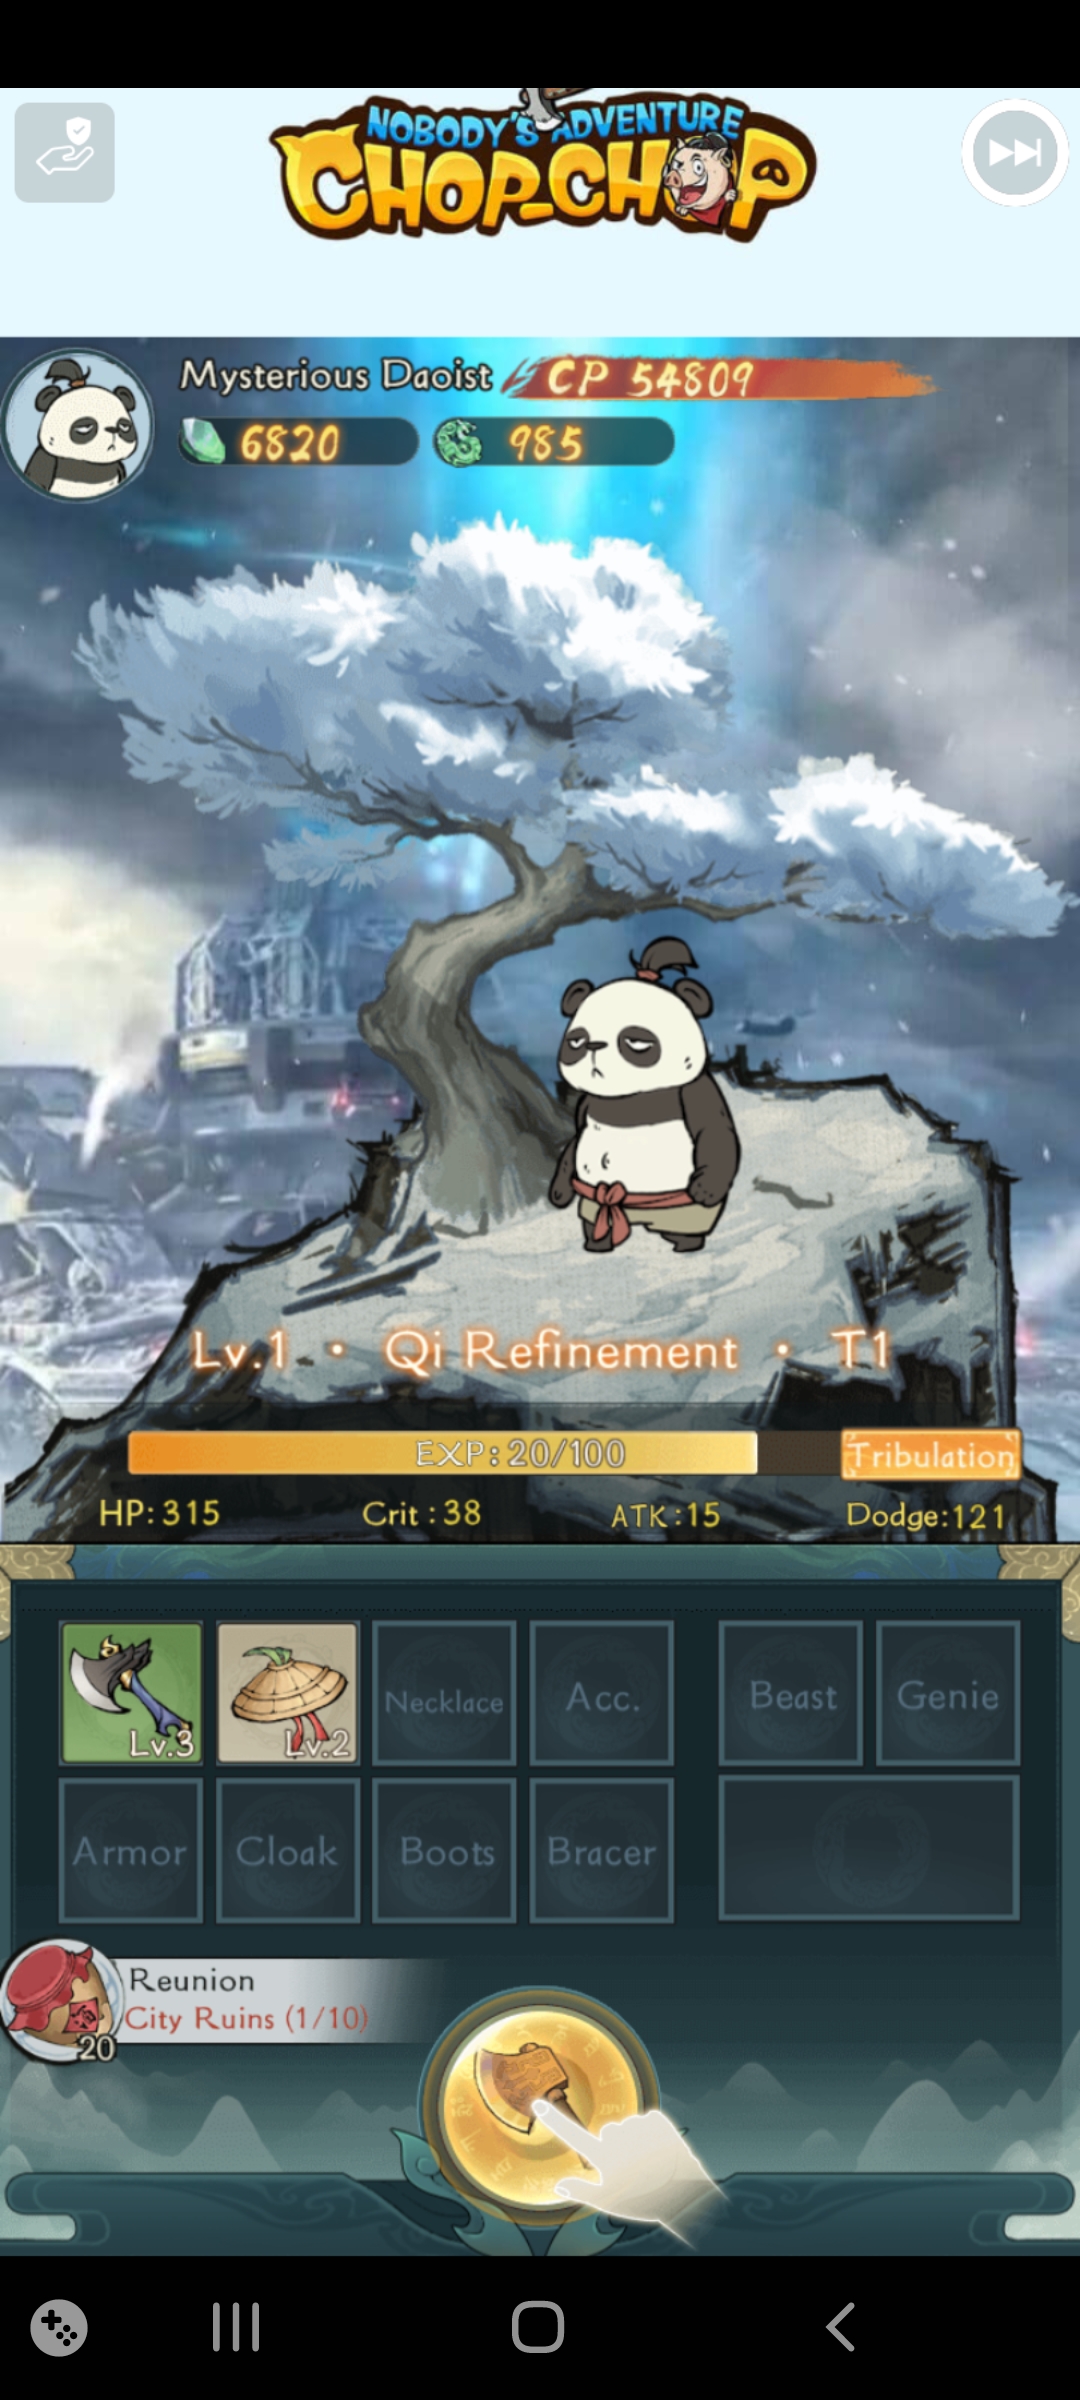 NOBODY'S ADVENTURE
CHOP-CHOP
Mysterious Daoist
CP 54809
6820
985
Lv.1 · Qi Refinement · T1
EXP: 20/100
Tribulation
HP: 315
Crit : 38
ATK : 15
Dodge: 121
Lv.3
Lv.2
Necklace
Acc.
Beast
Genie
Armor
Cloak
Boots
Bracer
Reunion
City Ruins (1/10)
20